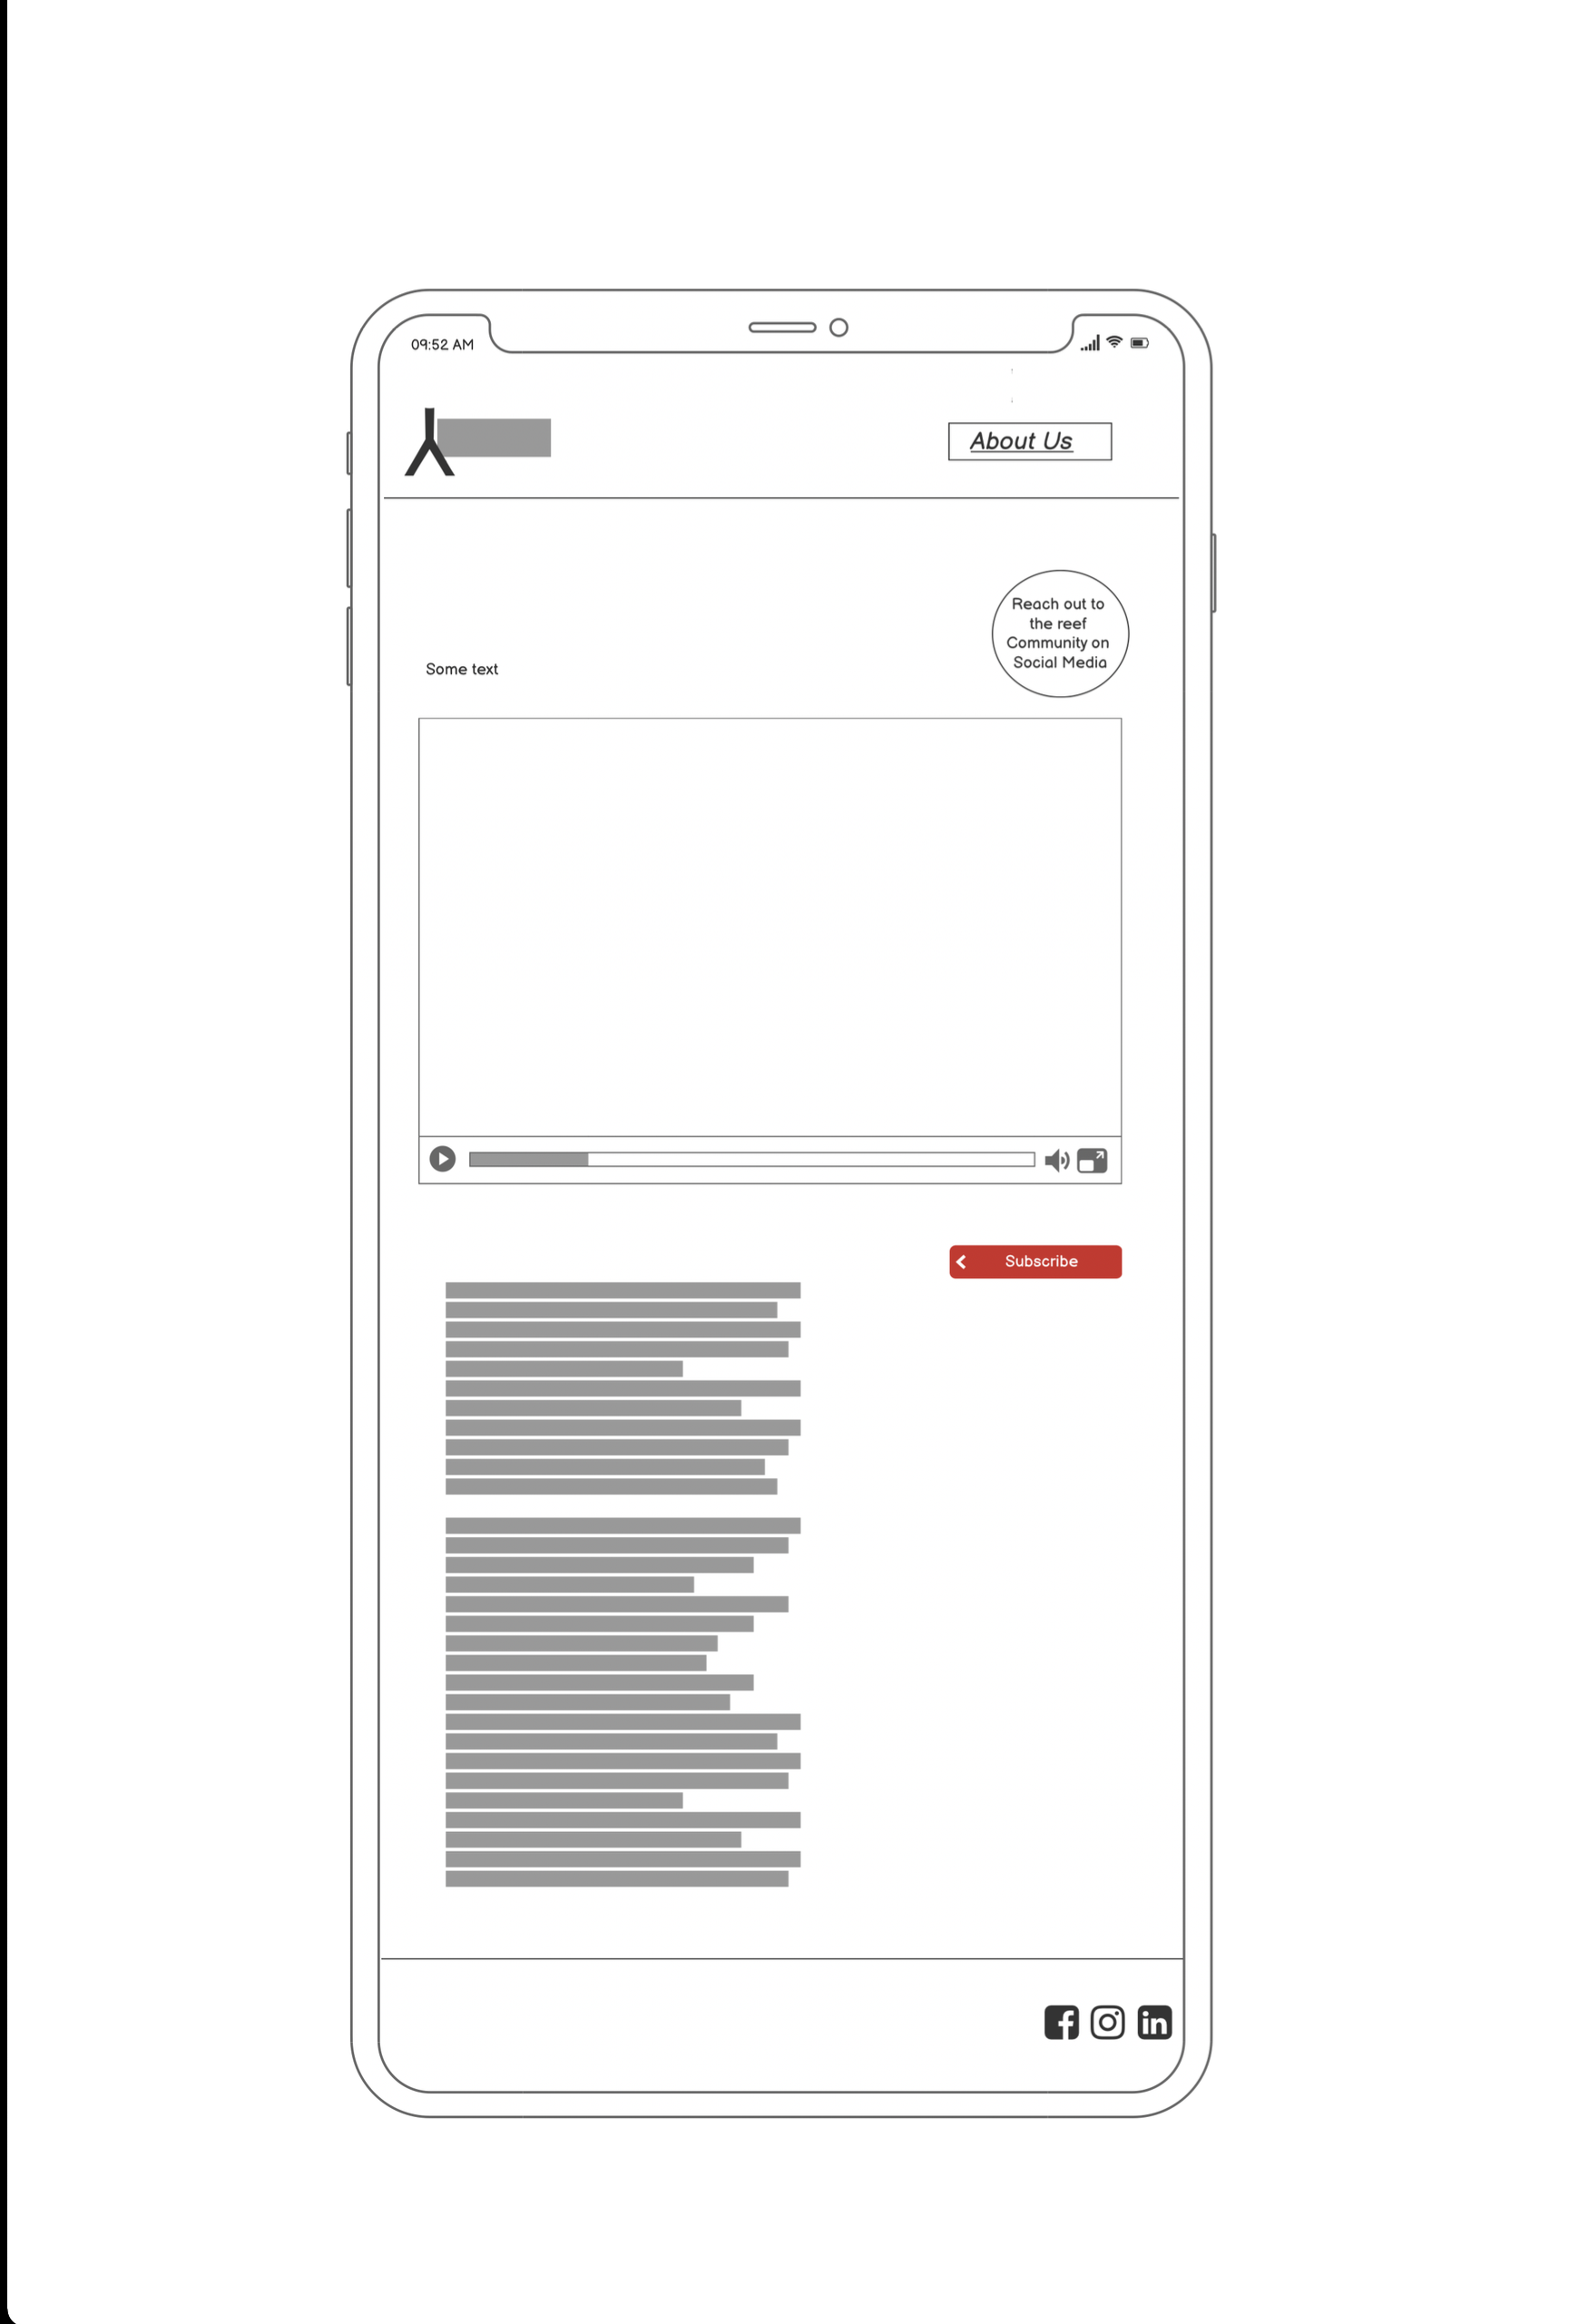 09:52 AM
About Us
Reach out to
the reef
Community on
Social Media
Some text
Subscribe